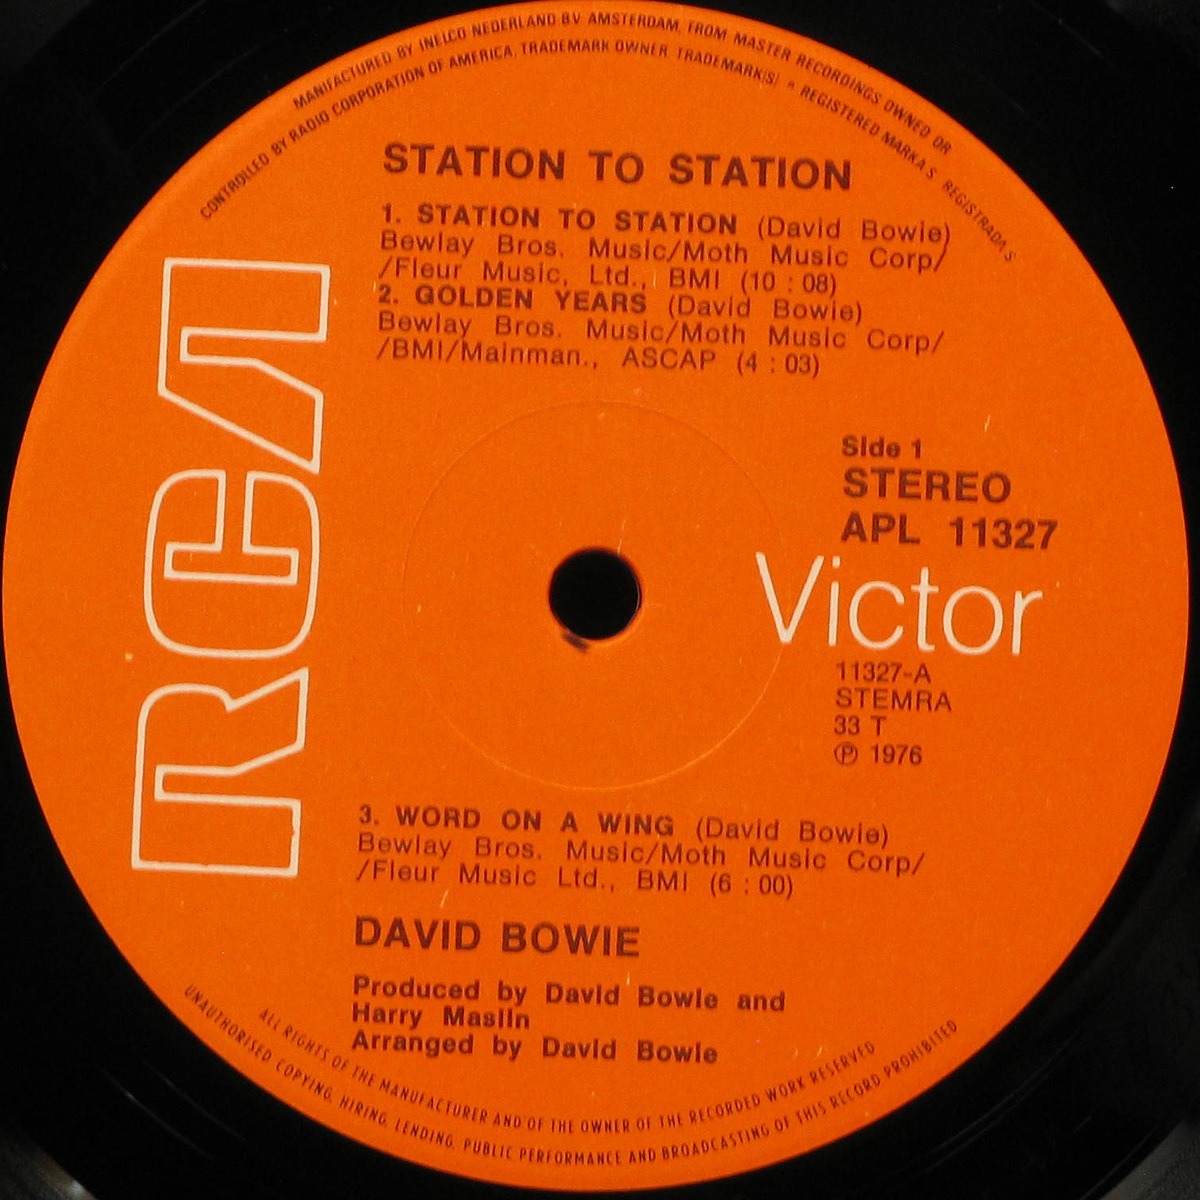 MANUFACTURED BY INELCO NEDERLAND BV AMSTERDAM, FROM MASTER RECORDINGS OWNED OR
CONTROLLED BY RADIO CORPORATION OF AMERICA, TRADEMARK OWNER. TRADEMARK(S) ® REGISTERED MARKA'S REGISTRADA'S
STATION TO STATION
1. STATION TO STATION (David Bowie)
Bewlay Bros. Music/Moth Music Corp/
/Fleur Music, Ltd., BMI (10 : 08)
2. GOLDEN YEARS (David Bowie)
Bewlay Bros. Music/Moth Music Corp/
/BMI/Mainman., ASCAP (4 : 03)
RCA
Side 1
STEREO
APL 11327
Victor
11327-A
STEMRA
33 T
℗ 1976
3. WORD ON A WING (David Bowie)
Bewlay Bros. Music/Moth Music Corp/
/Fleur Music Ltd., BMI (6 : 00)
DAVID BOWIE
Produced by David Bowie and
Harry Maslin
Arranged by David Bowie
ALL RIGHTS OF THE MANUFACTURER AND OF THE OWNER OF THE RECORDED WORK RESERVED
UNAUTHORISED COPYING, HIRING, LENDING, PUBLIC PERFORMANCE AND BROADCASTING OF THIS RECORD PROHIBITED